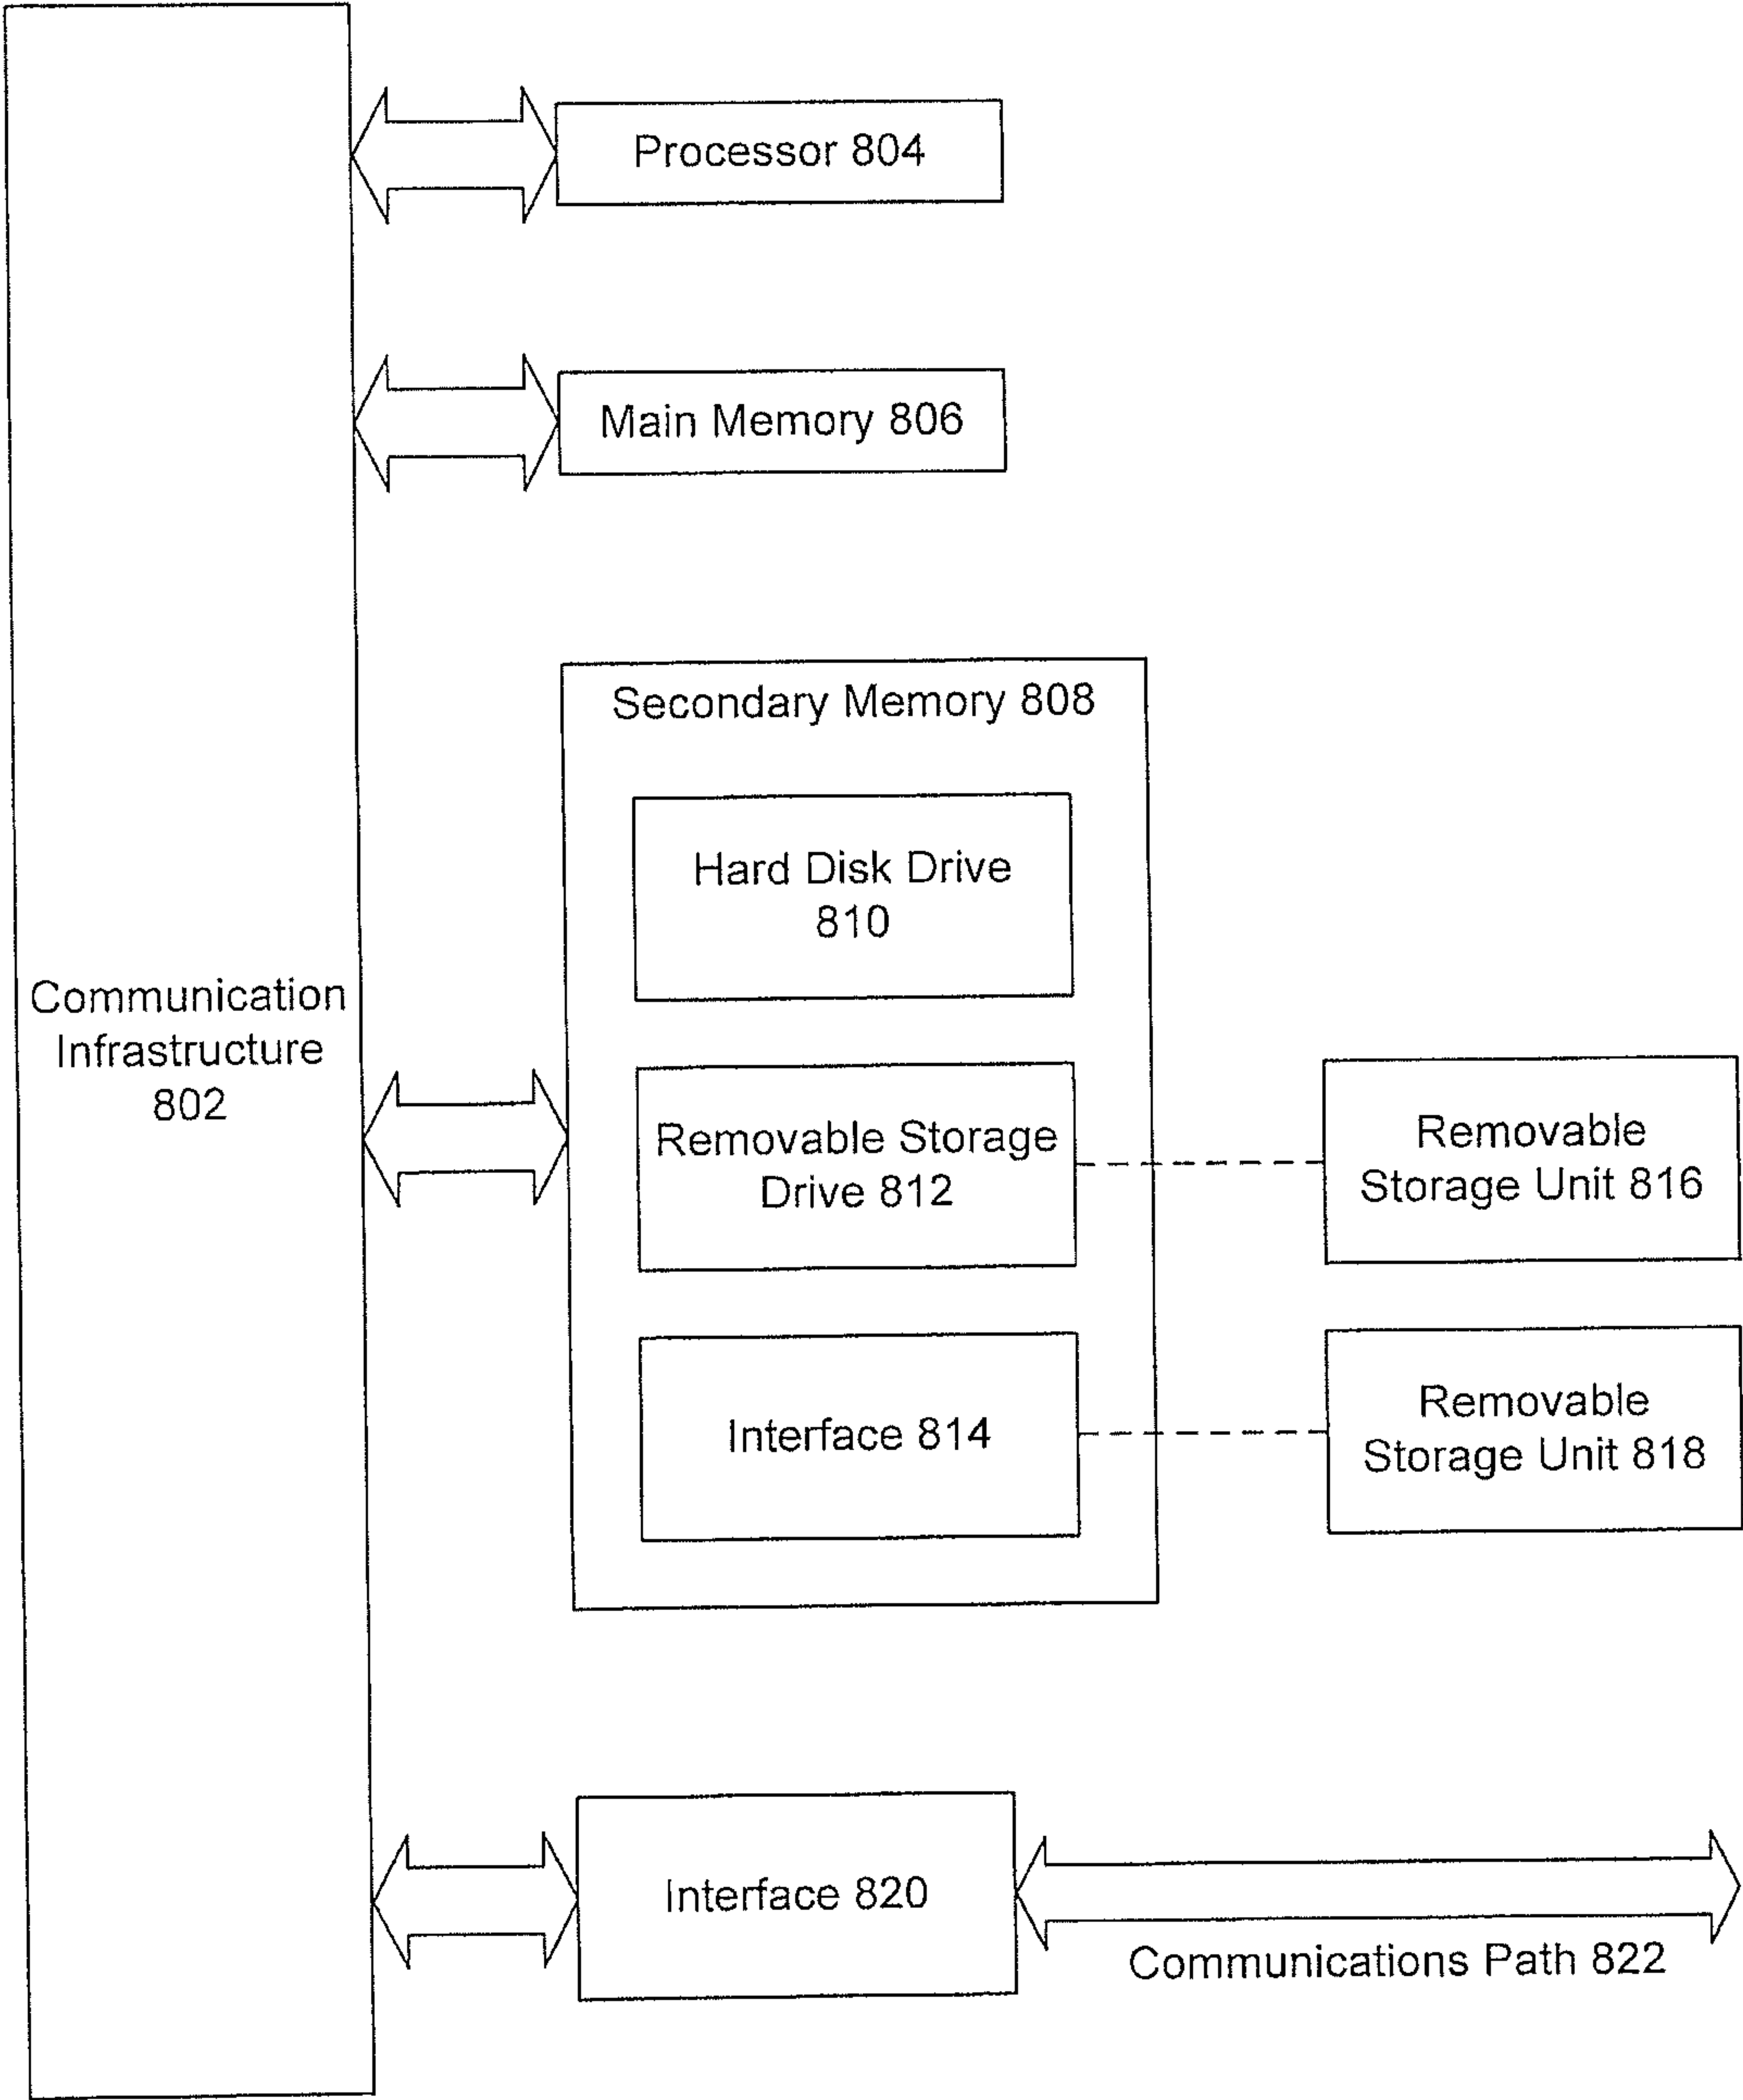 Processor 804
Main Memory 806
Secondary Memory 808
Hard Disk Drive
810
Communication
Infrastructure
802
Removable Storage
Drive 812
Removable
Storage Unit 816
Interface 814
Removable
Storage Unit 818
Interface 820
Communications Path 822